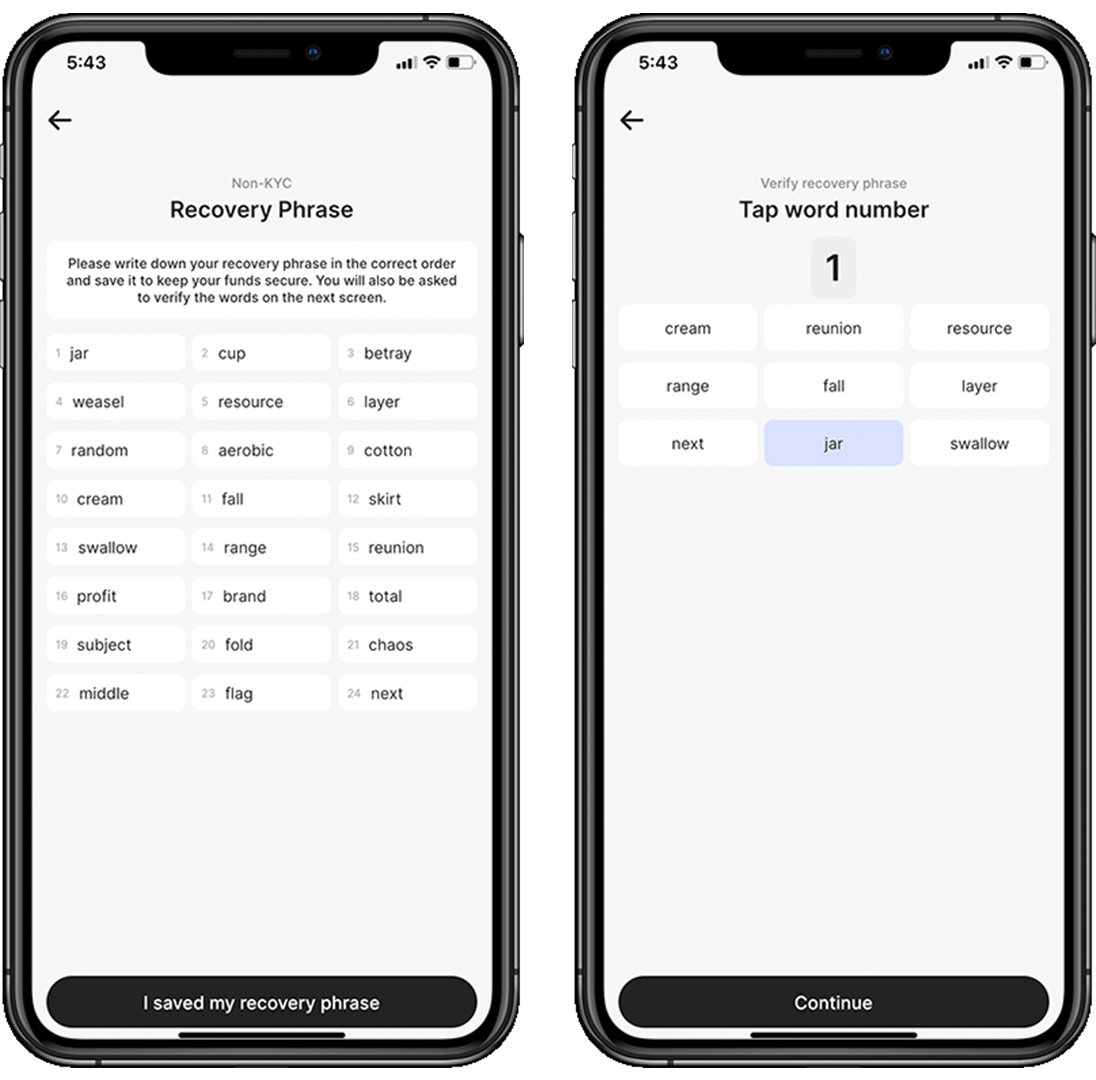 5:43
Non-KYC
Recovery Phrase
Please write down your recovery phrase in the correct order
and save it to keep your funds secure. You will also be asked
to verify the words on the next screen.
1 jar 2 cup 3 betray
4 weasel 5 resource 6 layer
7 random 8 aerobic 9 cotton
10 cream 11 fall 12 skirt
13 swallow 14 range 15 reunion
16 profit 17 brand 18 total
19 subject 20 fold 21 chaos
22 middle 23 flag 24 next
I saved my recovery phrase
5:43
Verify recovery phrase
Tap word number
1
cream reunion resource
range fall layer
next jar swallow
Continue